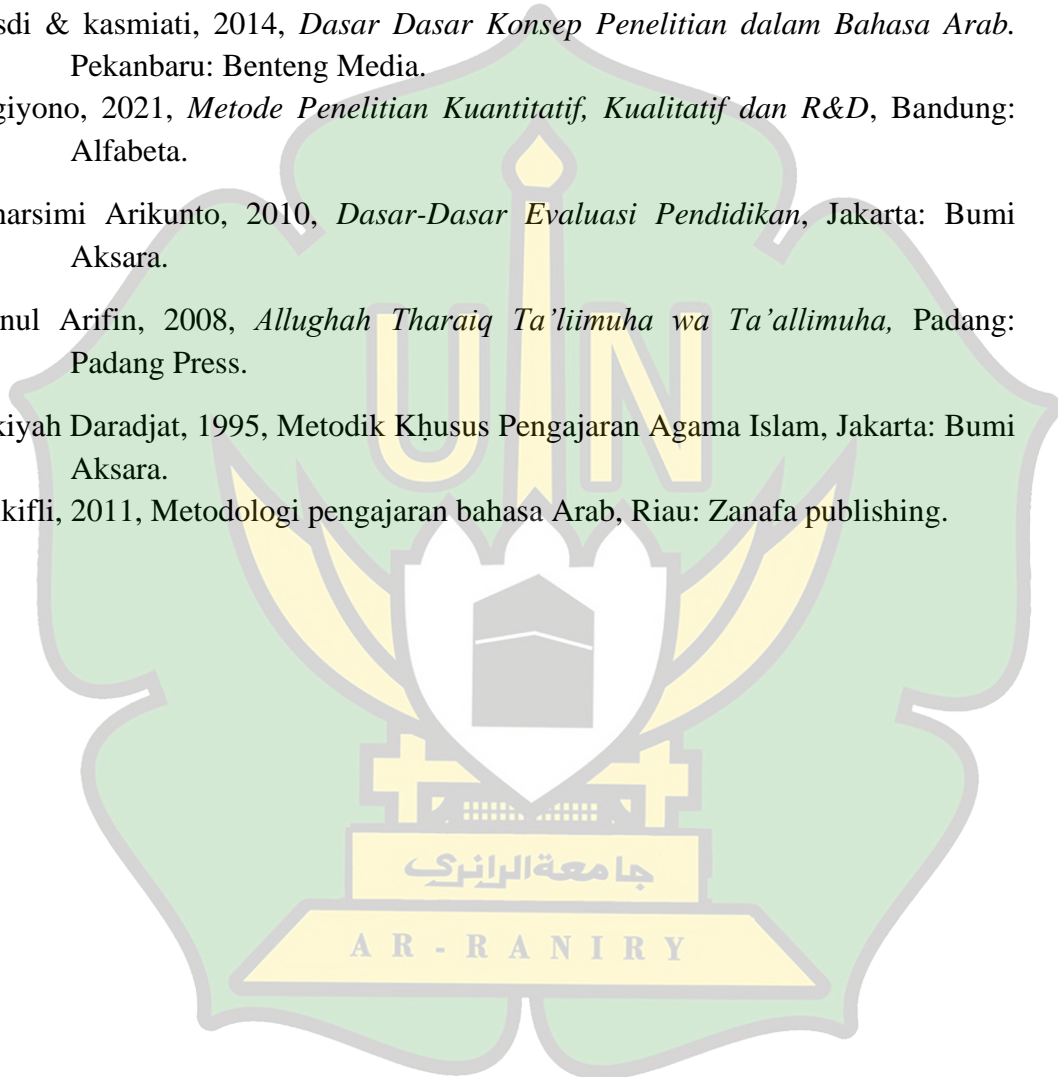 sdi & kasmiati, 2014, Dasar Dasar Konsep Penelitian dalam Bahasa Arab.
Pekanbaru: Benteng Media.
giyono, 2021, Metode Penelitian Kuantitatif, Kualitatif dan R&D, Bandung:
Alfabeta.
harsimi Arikunto, 2010, Dasar-Dasar Evaluasi Pendidikan, Jakarta: Bumi
Aksara.
nul Arifin, 2008, Allughah Tharaiq Ta’liimuha wa Ta’allimuha, Padang:
Padang Press.
kiyah Daradjat, 1995, Metodik Kḥusus Pengajaran Agama Islam, Jakarta: Bumi
Aksara.
kifli, 2011, Metodologi pengajaran bahasa Arab, Riau: Zanafa publishing.
UIN
جامعة الرانري
AR-RANIRY